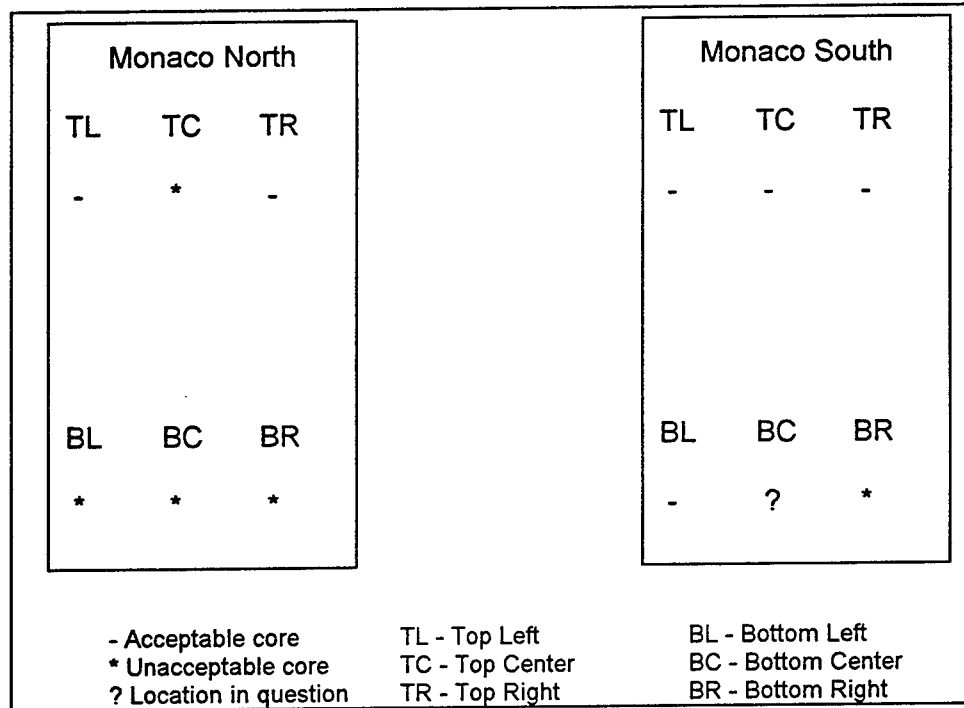 Monaco North
TL TC TR
- * -
BL BC BR
* * *
Monaco South
TL TC TR
- - -
BL BC BR
- ? *
- Acceptable core
* Unacceptable core
? Location in question
TL - Top Left
TC - Top Center
TR - Top Right
BL - Bottom Left
BC - Bottom Center
BR - Bottom Right